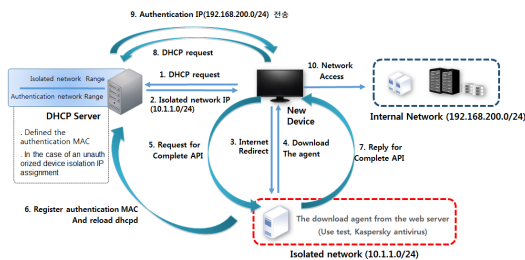 9. Authentication IP(192.168.200.0/24) 전송
8. DHCP request
1. DHCP request
2. Isolated network IP
(10.1.1.0/24)
Isolated network Range
Authentication network Range
DHCP Server
. Defined the
authentication MAC
. In the case of an unauth
orized device isolation IP
assignment
New
Device
10. Network
Access
Internal Network (192.168.200.0/24)
5. Request for
Complete API
3. Internet
Redirect
4. Download
The agent
7. Reply for
Complete API
6. Register authentication MAC
And reload dhcpd
The download agent from the web server
(Use test, Kaspersky antivirus)
Isolated network (10.1.1.0/24)